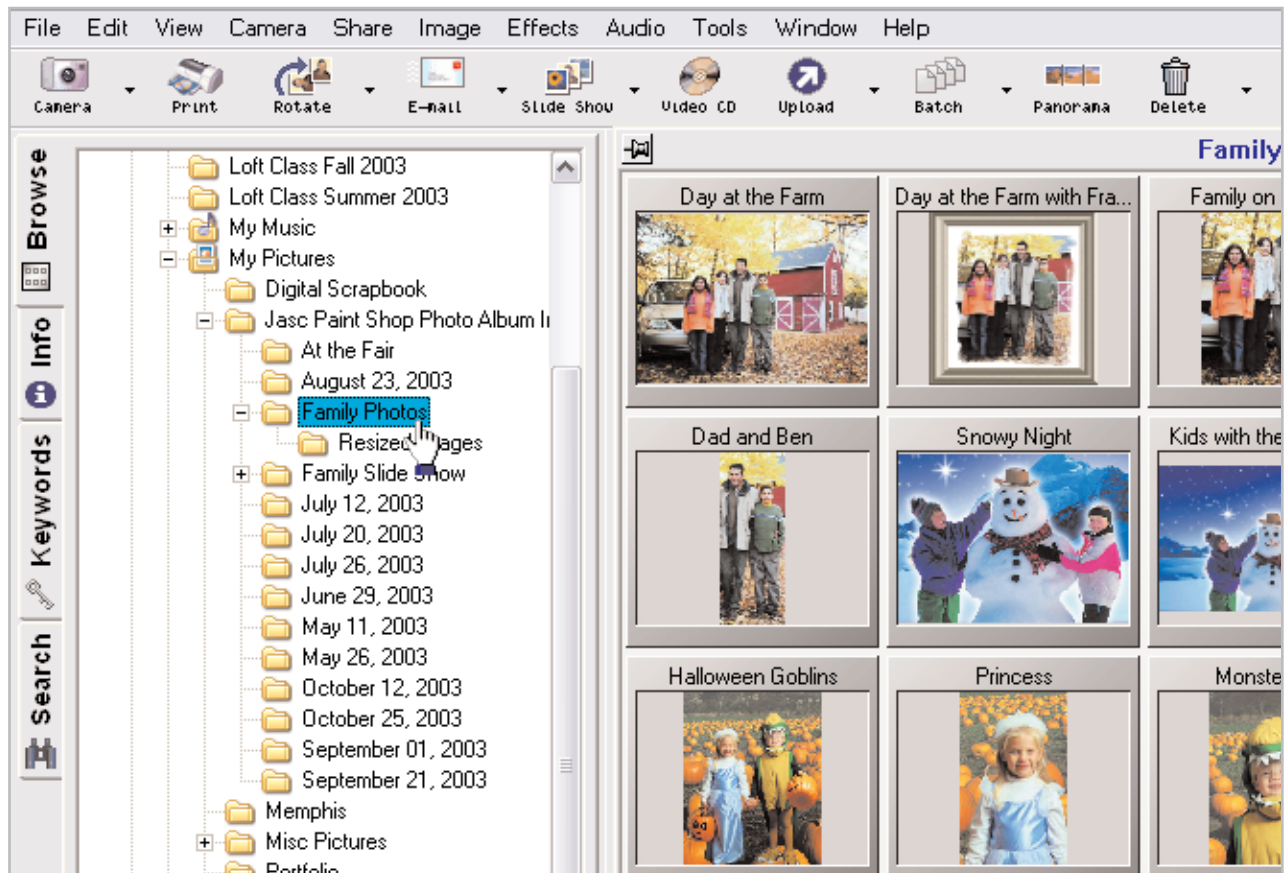 File Edit View Camera Share Image Effects Audio Tools Window Help
Camera Print Rotate E-mail Slide Show Video CD Upload Batch Panorama Delete
Browse
Info
Keywords
Search
Loft Class Fall 2003
Loft Class Summer 2003
My Music
My Pictures
Digital Scrapbook
Jasc Paint Shop Photo Album
At the Fair
August 23, 2003
Family Photos
Resized
Family Slide Show
July 12, 2003
July 20, 2003
July 26, 2003
June 29, 2003
May 11, 2003
May 26, 2003
October 12, 2003
October 25, 2003
September 01, 2003
September 21, 2003
Memphis
Misc Pictures
Portfolio
Family
Day at the Farm Day at the Farm with Fra... Family on
Dad and Ben Snowy Night Kids with the
Halloween Goblins Princess Monste